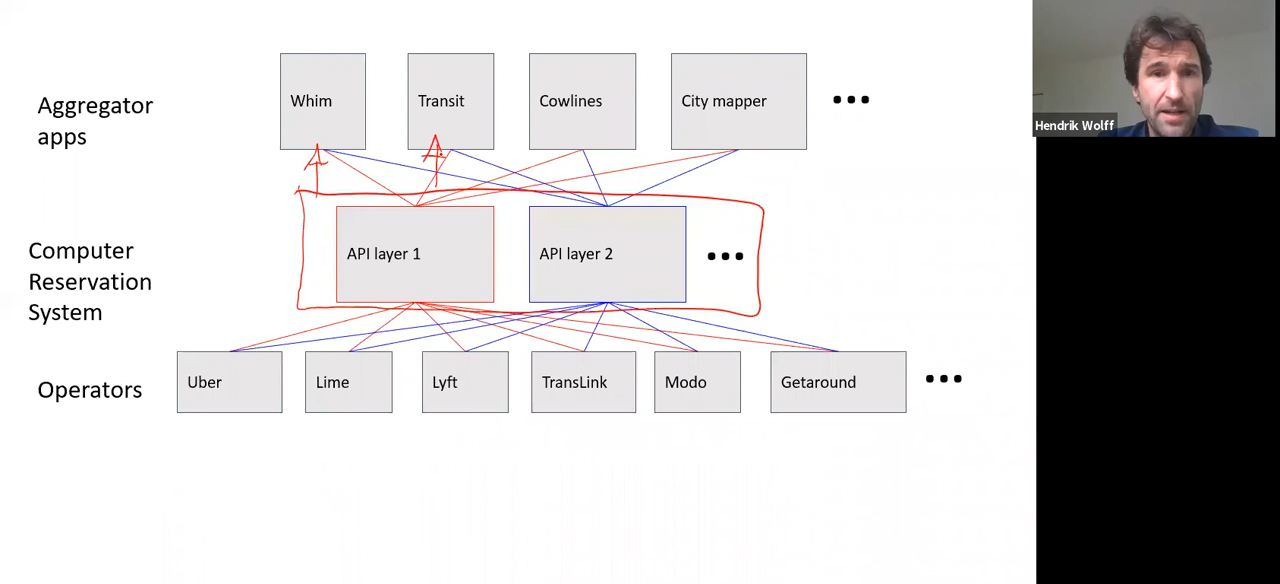 Hendrik Wolff
Aggregator
apps
Whim
Transit
Cowlines
City mapper
...
Computer
Reservation
System
API layer 1
API layer 2
...
Operators
Uber
Lime
Lyft
TransLink
Modo
Getaround
...